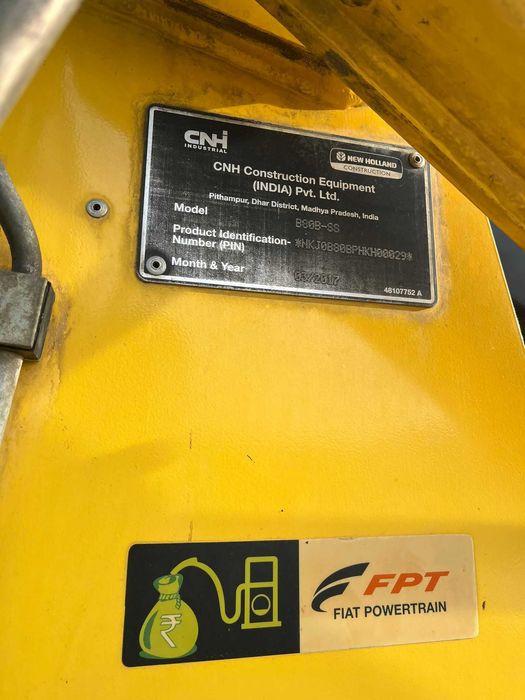 CNH
INDUSTRIAL
NEW HOLLAND
CONSTRUCTION
CNH Construction Equipment
(INDIA) Pvt. Ltd.
Pithampur, Dhar District, Madhya Pradesh, India
Model B80B-SS
Product Identification-
Number (PIN) *NKJ0B80BPHKH00829*
Month & Year 03/2017
48107752 A
₹
FPT
FIAT POWERTRAIN